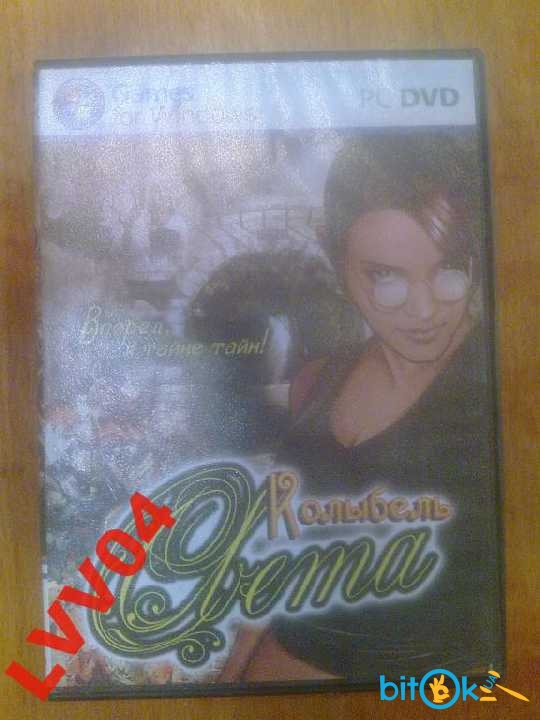 Games
for Windows
PC DVD
Вперед,
к тайне тайн!
Колыбель
Света
LVV04
bitok